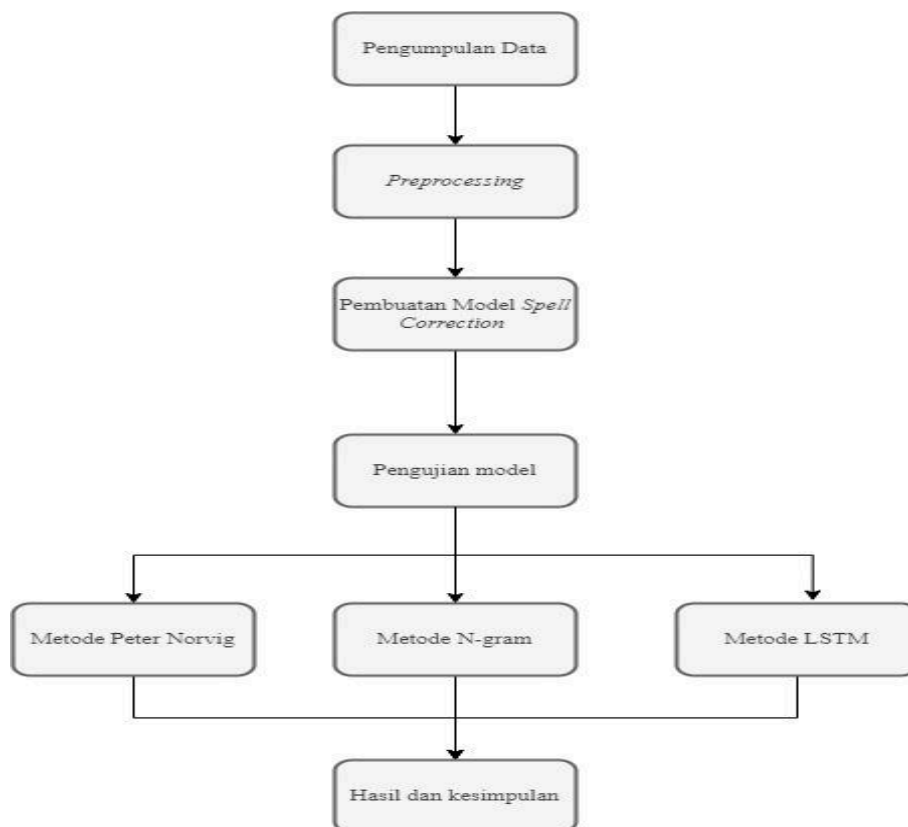 Pengumpulan Data
Preprocessing
Pembuatan Model Spell
Correction
Pengujian model
Metode Peter Norvig
Metode N-gram
Metode LSTM
Hasil dan kesimpulan